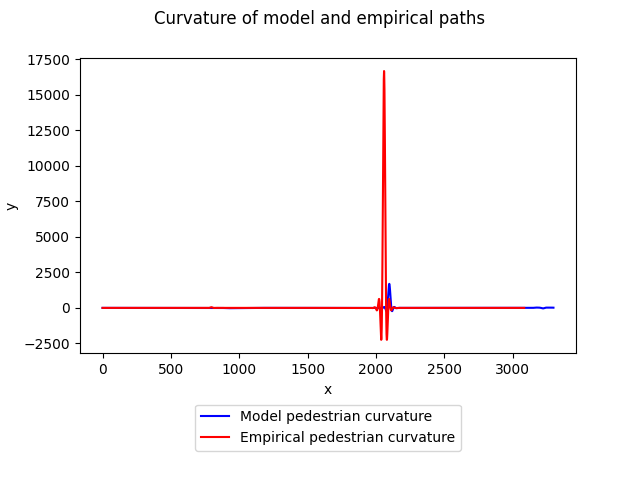 Curvature of model and empirical paths
17500
15000
12500
10000
7500
5000
2500
0
−2500
y
0 500 1000 1500 2000 2500 3000
x
Model pedestrian curvature
Empirical pedestrian curvature